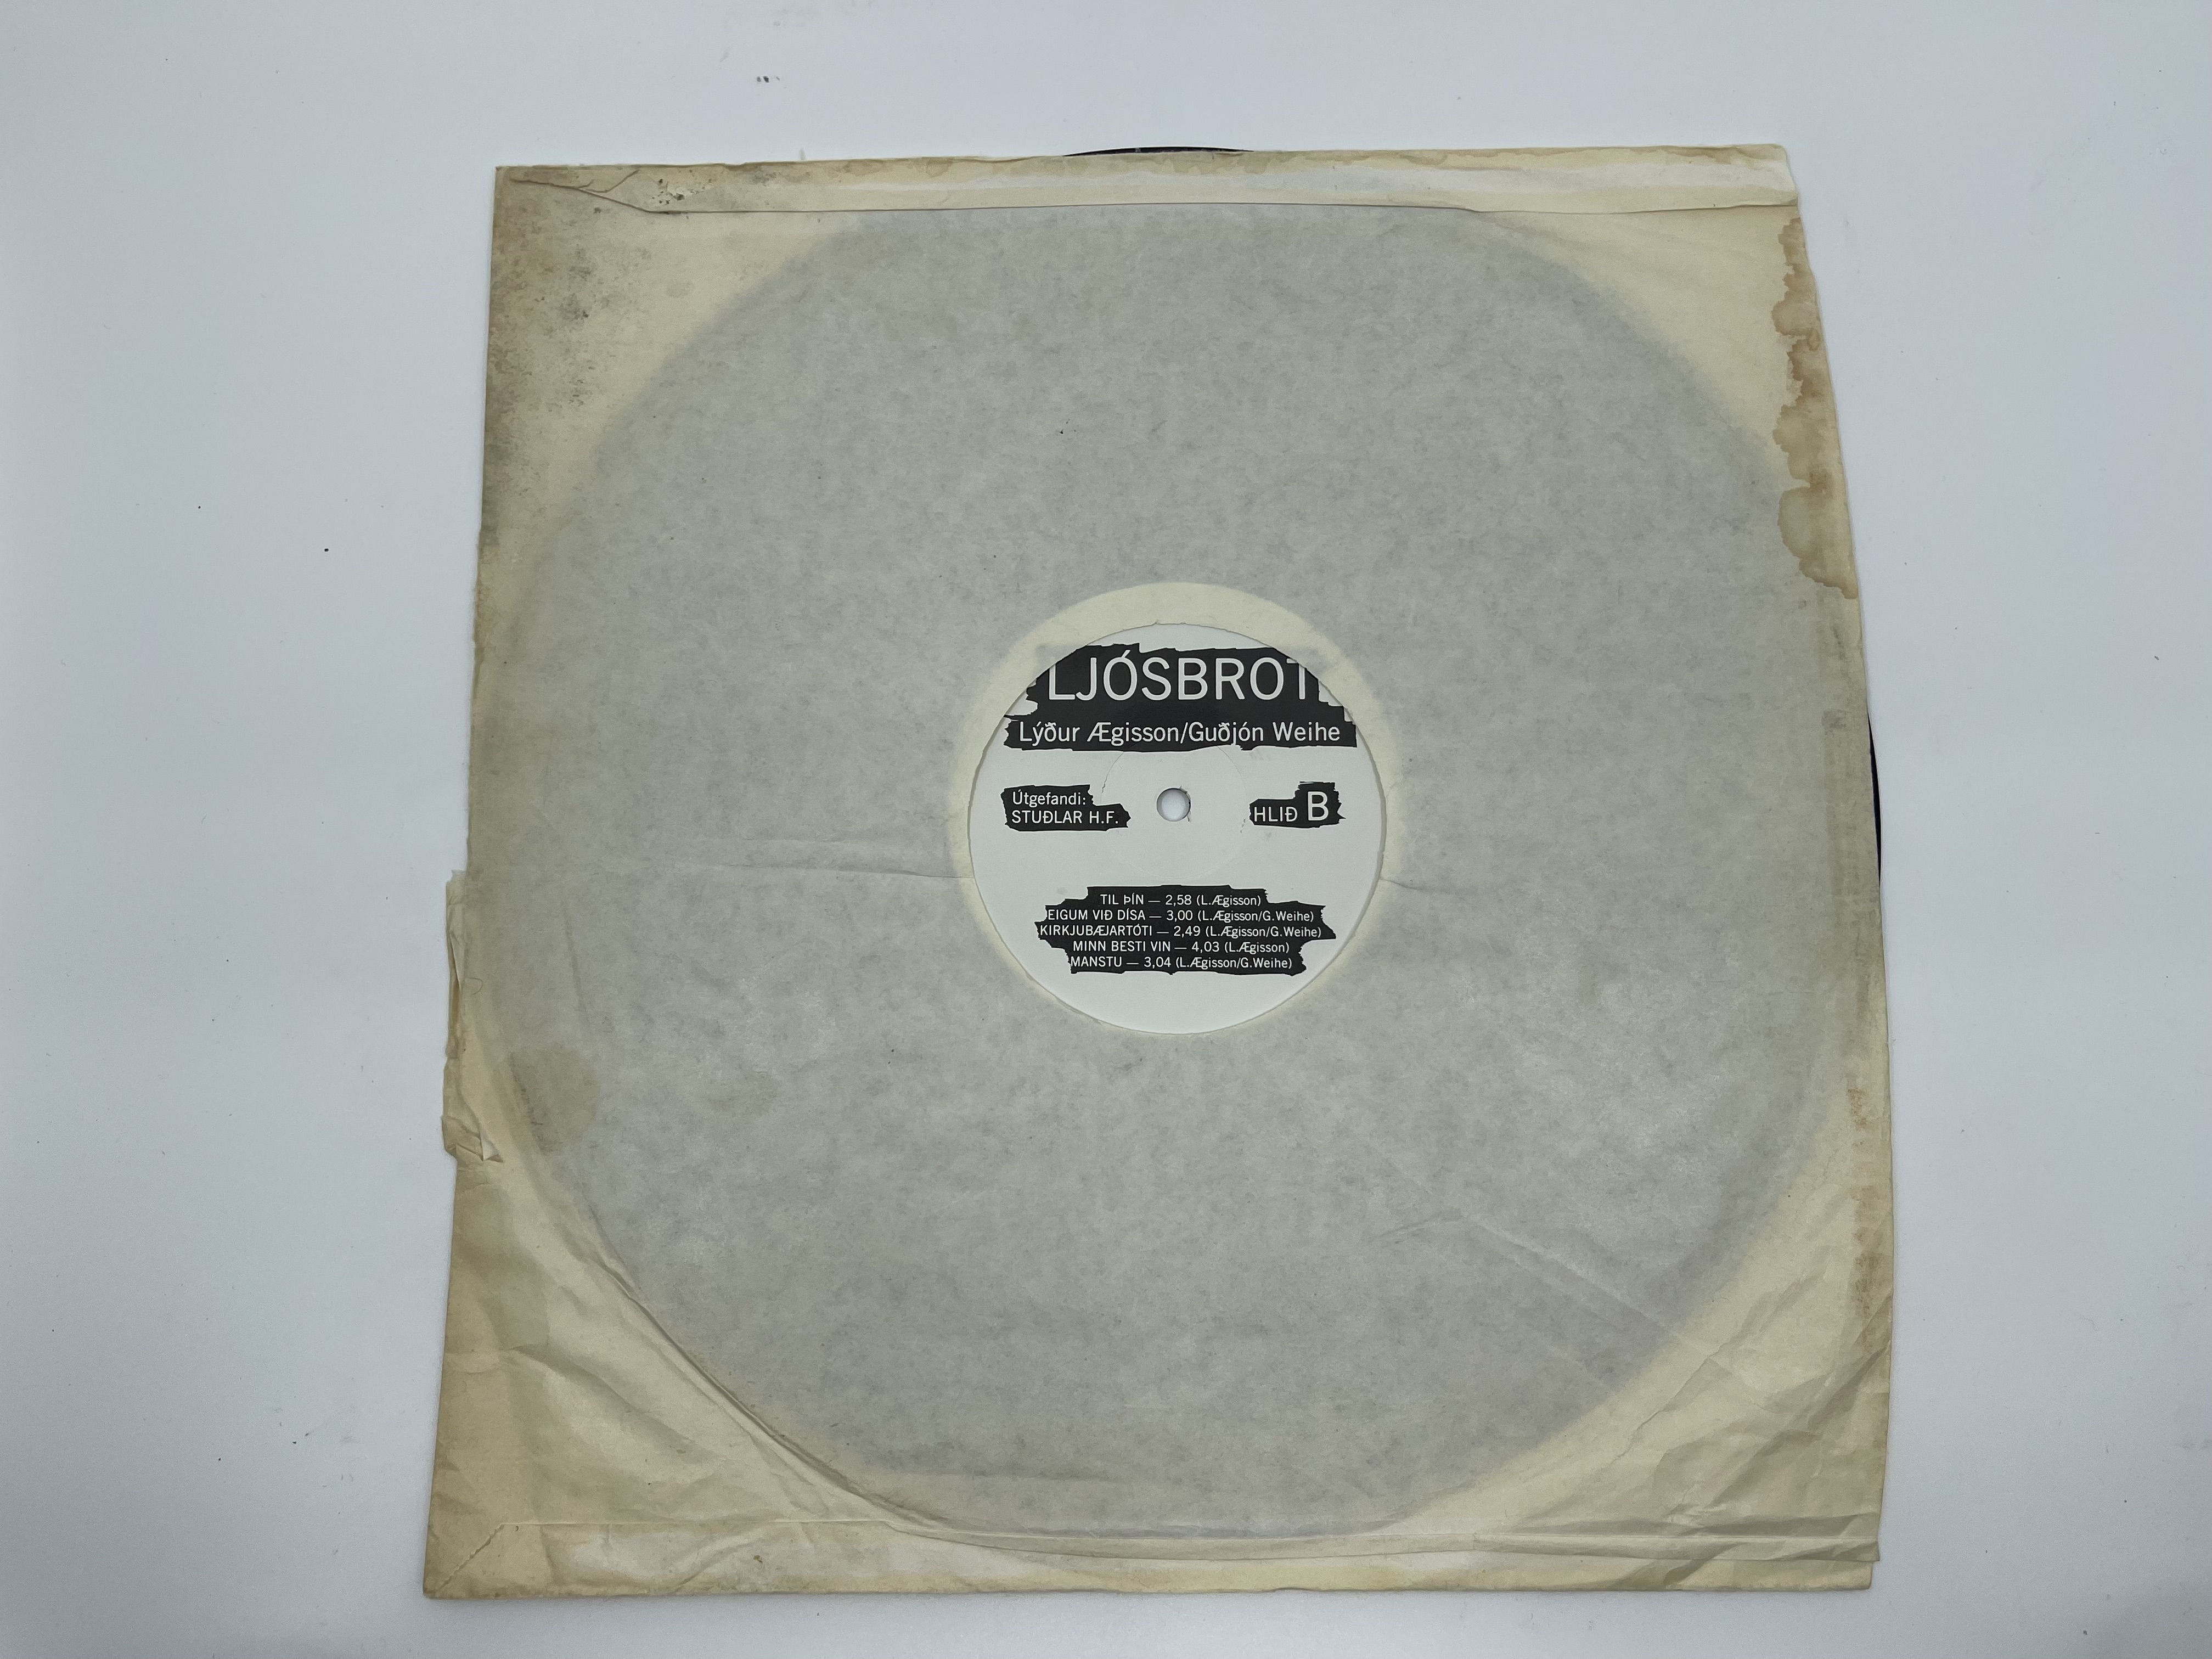 LJÓSBROT
Lýður Ægisson/Guðjón Weihe
Útgefandi:
STUÐLAR H.F.
HLIÐ B
TIL ÞÍN — 2,58 (L.Ægisson)
EIGUM VIÐ DÍSA — 3,00 (L.Ægisson/G.Weihe)
KIRKJUBÆJARTÓTI — 2,49 (L.Ægisson/G.Weihe)
MINN BESTI VIN — 4,03 (L.Ægisson)
MANSTU — 3,04 (L.Ægisson/G.Weihe)